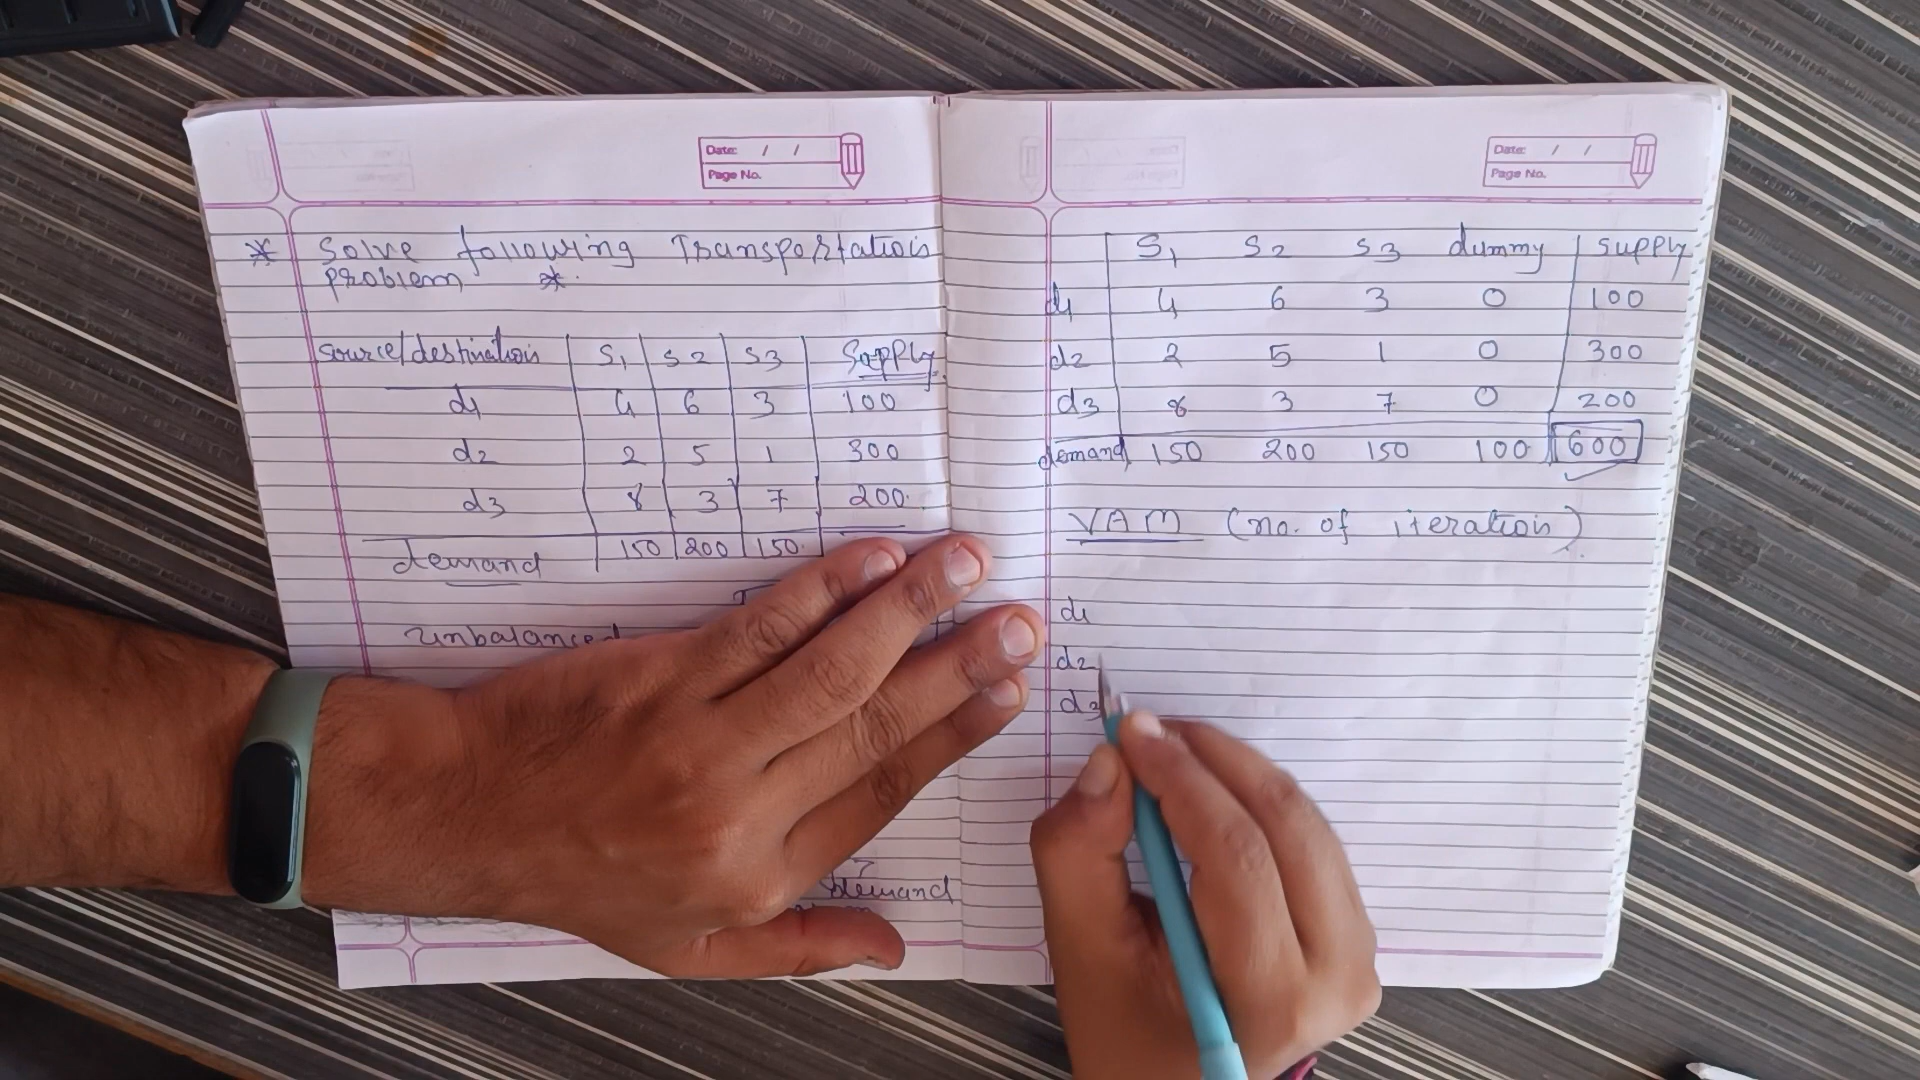 Date: / /
Page No.
* Solve following Transportation
problem *.
source/destination S1 S2 S3 Supply
d1 4 6 3 100
d2 2 5 1 300
d3 8 3 7 200
demand 150 200 150
unbalanced
demand
Date: / /
Page No.
S1 S2 S3 dummy supply
d1 4 6 3 0 100
d2 2 5 1 0 300
d3 8 3 7 0 200
demand 150 200 150 100 600
VAM (no. of iteration)
d1
d2
d3